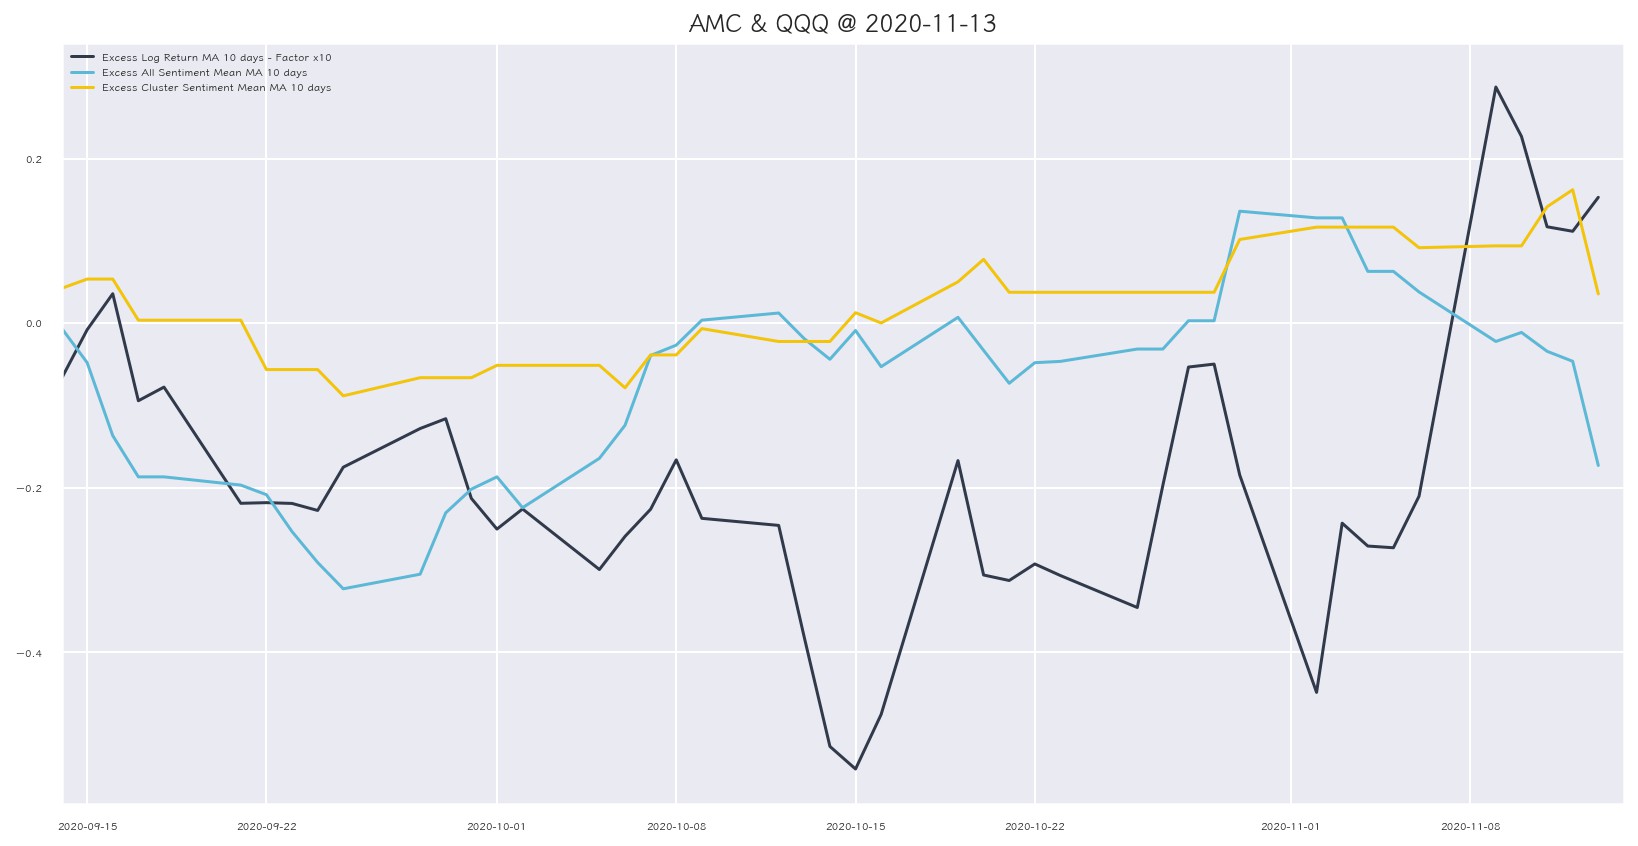 AMC & QQQ @ 2020-11-13
Excess Log Return MA 10 days - Factor x10
Excess All Sentiment Mean MA 10 days
Excess Cluster Sentiment Mean MA 10 days
0.2
0.0
−0.2
−0.4
2020-09-15 2020-09-22 2020-10-01 2020-10-08 2020-10-15 2020-10-22 2020-11-01 2020-11-08